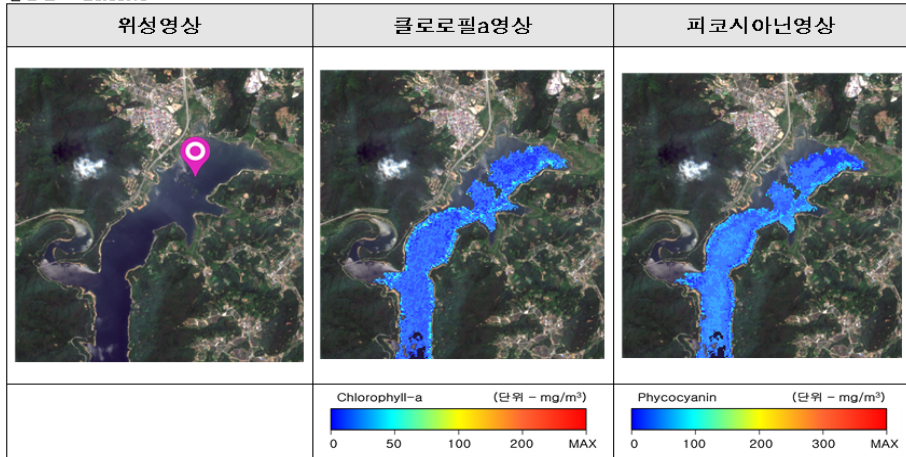 위성영상
클로로필a영상
피코시아닌영상
Chlorophyll-a
(단위 - mg/m³)
0 50 100 200 MAX
Phycocyanin
(단위 - mg/m³)
0 100 200 300 MAX